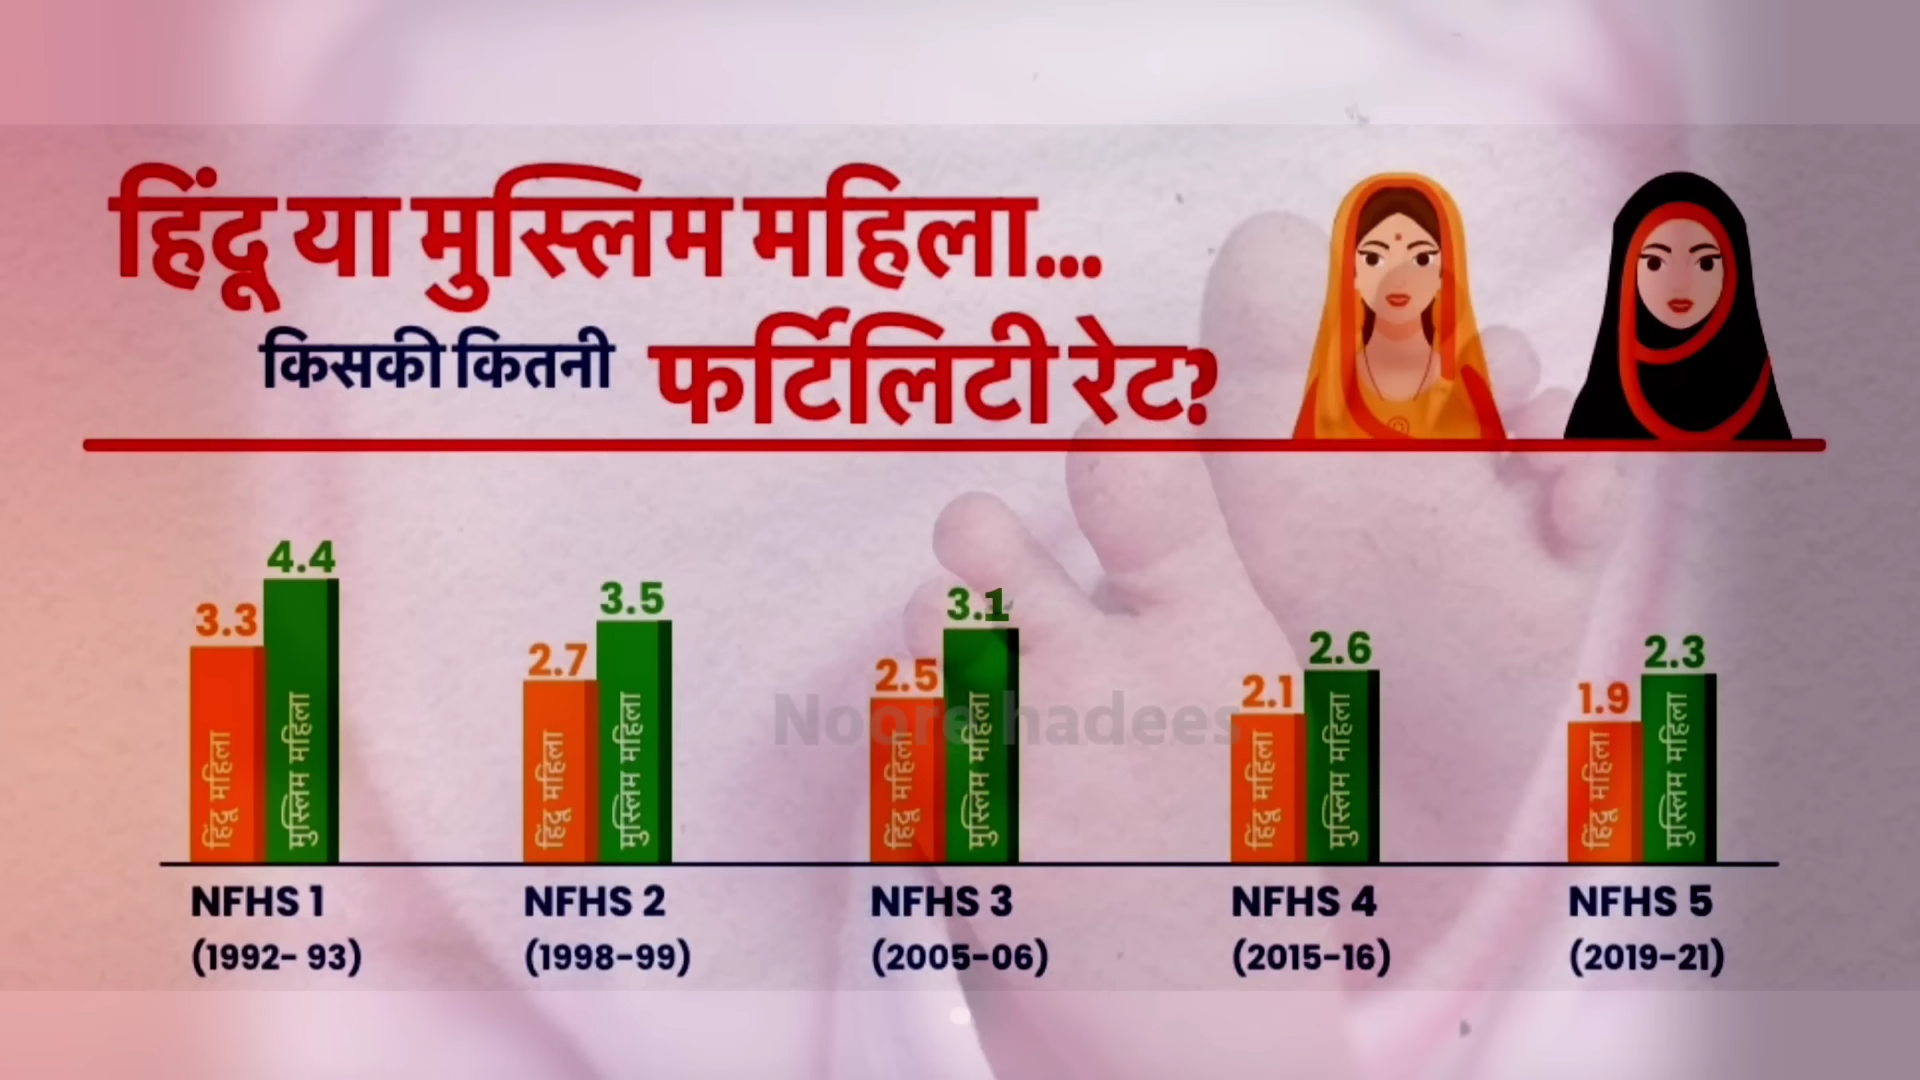 हिंदू या मुस्लिम महिला...
किसकी कितनी फर्टिलिटी रेट?
3.3
4.4
2.7
3.5
2.5
3.1
2.1
2.6
1.9
2.3
हिंदू महिला
मुस्लिम महिला
हिंदू महिला
मुस्लिम महिला
हिंदू महिला
मुस्लिम महिला
हिंदू महिला
मुस्लिम महिला
हिंदू महिला
मुस्लिम महिला
Noore hadees
NFHS 1
(1992- 93)
NFHS 2
(1998-99)
NFHS 3
(2005-06)
NFHS 4
(2015-16)
NFHS 5
(2019-21)